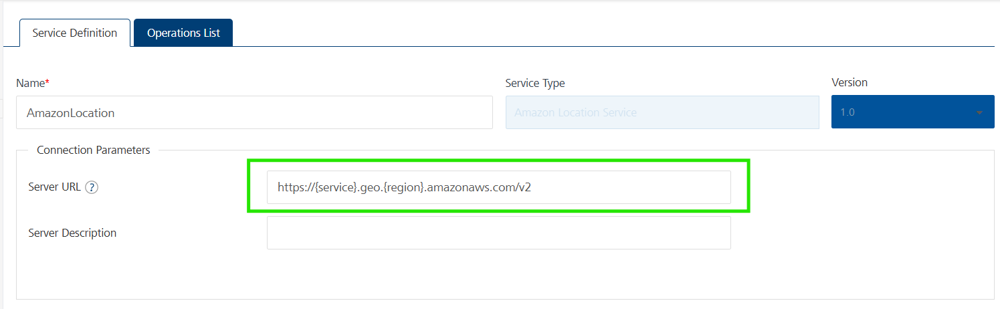 Service Definition
Operations List
Name*
Service Type
Version
AmazonLocation
Amazon Location Service
1.0
Connection Parameters
Server URL ?
https://{service}.geo.{region}.amazonaws.com/v2
Server Description